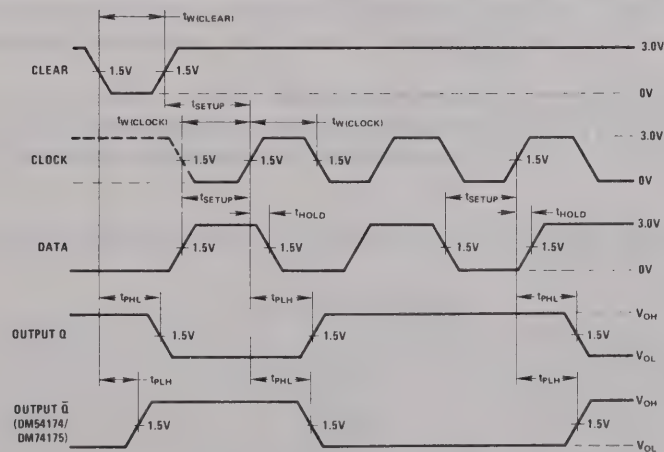 tW(CLEAR)
CLEAR
1.5V
1.5V
3.0V
0V
tSETUP
tW(CLOCK)
tW(CLOCK)
CLOCK
1.5V
1.5V
1.5V
1.5V
3.0V
0V
tSETUP
tHOLD
tSETUP
tHOLD
DATA
1.5V
1.5V
1.5V
1.5V
3.0V
0V
tPHL
tPLH
tPHL
OUTPUT Q
1.5V
1.5V
1.5V
VOH
VOL
tPLH
tPHL
tPLH
OUTPUT Q̅
(DM54174/
DM74175)
1.5V
1.5V
1.5V
VOH
VOL